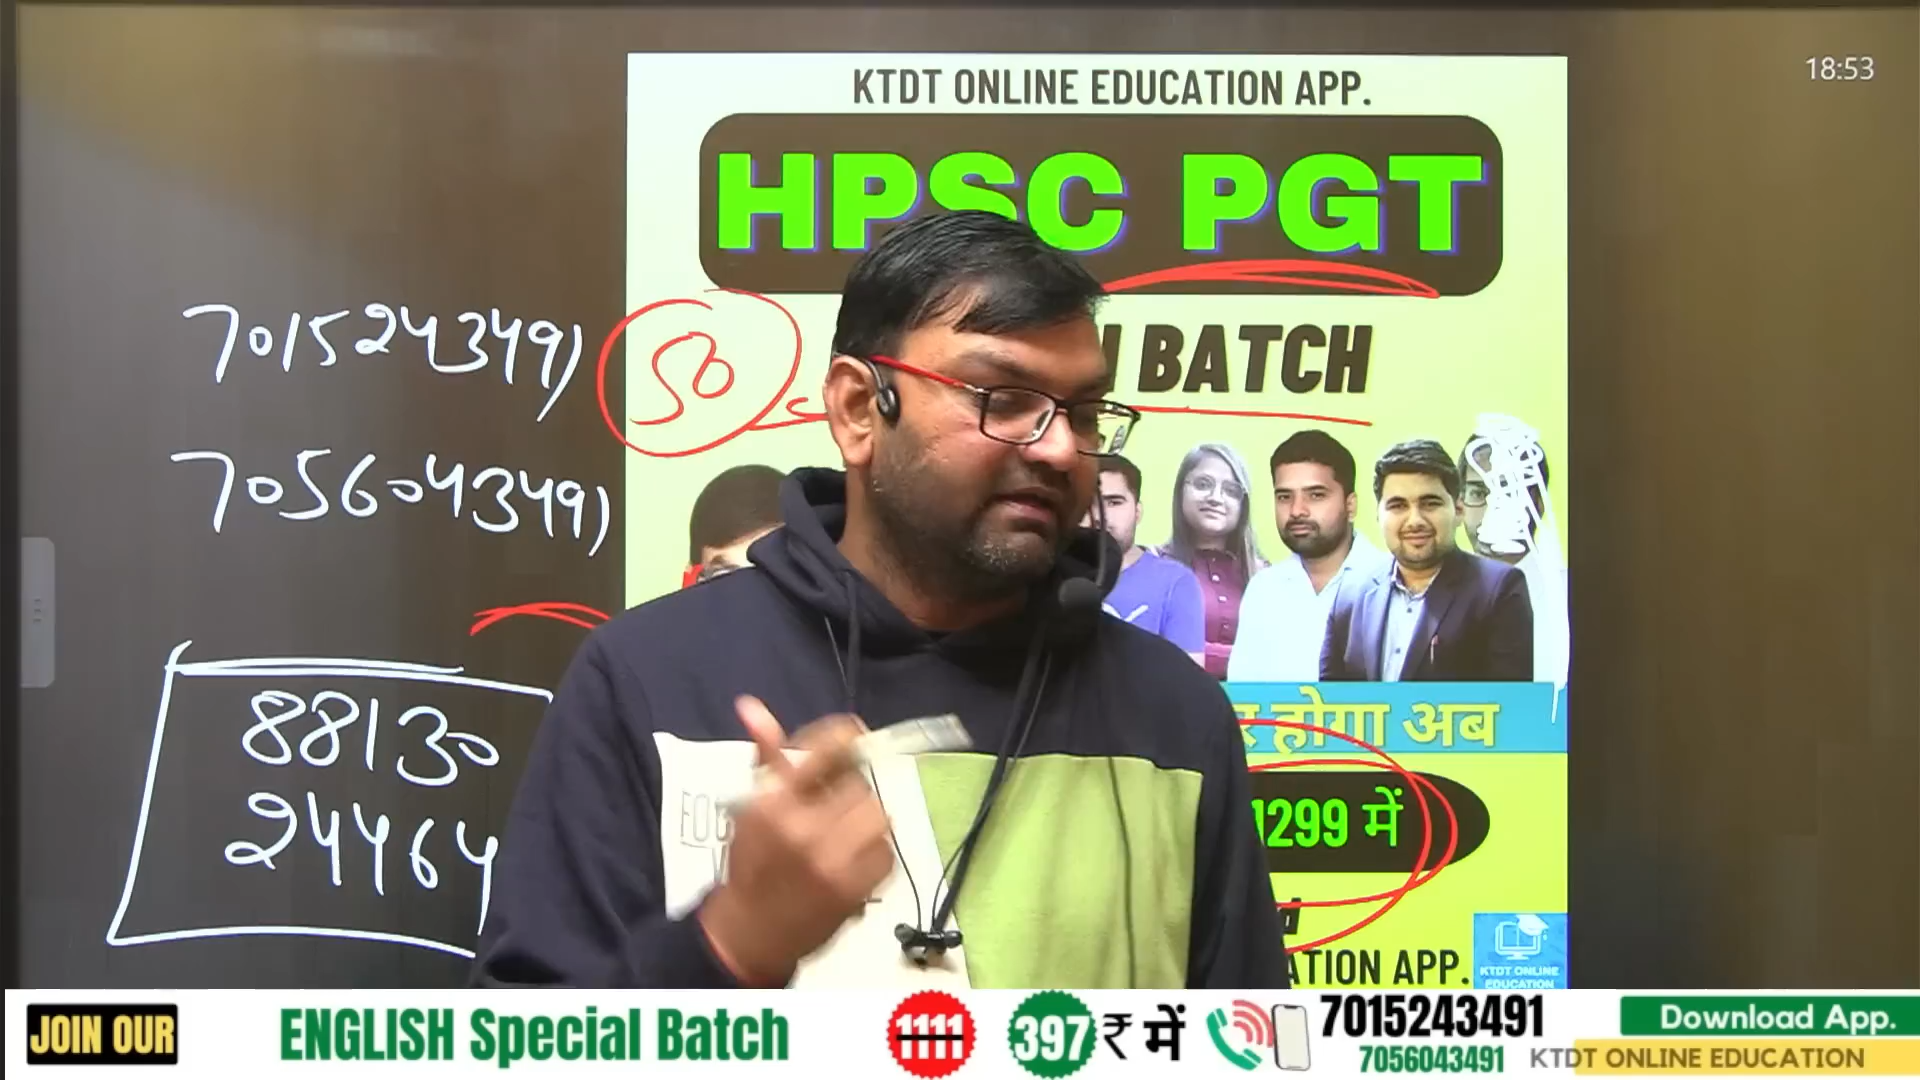 18:53
KTDT ONLINE EDUCATION APP.
HPSC PGT
BATCH
7015243491
50
7056043491
88130
24464
होगा अब
1299 में
APP.
KTDT ONLINE
EDUCATION
JOIN OUR
ENGLISH Special Batch
1111
397 ₹ में
7015243491
7056043491
Download App.
KTDT ONLINE EDUCATION